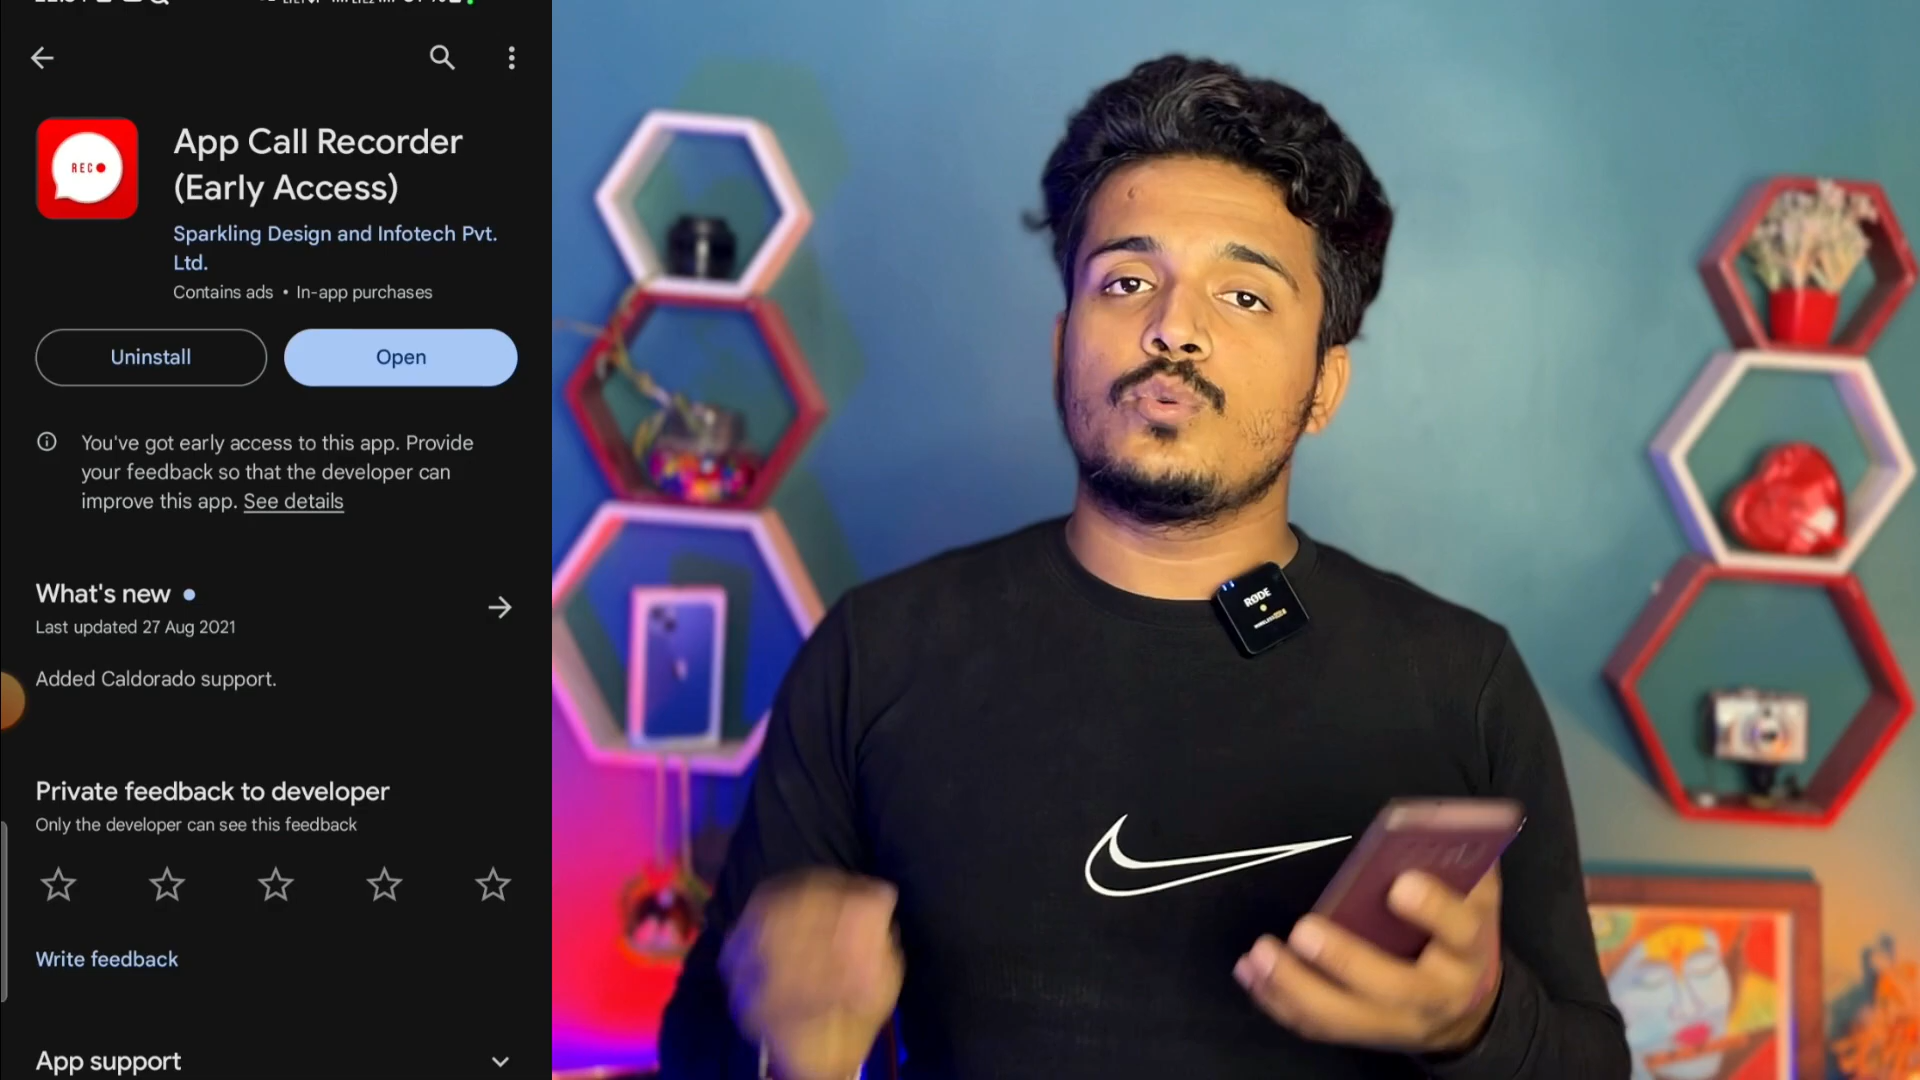 App Call Recorder
(Early Access)
REC
Sparkling Design and Infotech Pvt.
Ltd.
Contains ads • In-app purchases
Uninstall
Open
You've got early access to this app. Provide
your feedback so that the developer can
improve this app. See details
What's new
Last updated 27 Aug 2021
Added Caldorado support.
Private feedback to developer
Only the developer can see this feedback
Write feedback
App support
RØDE